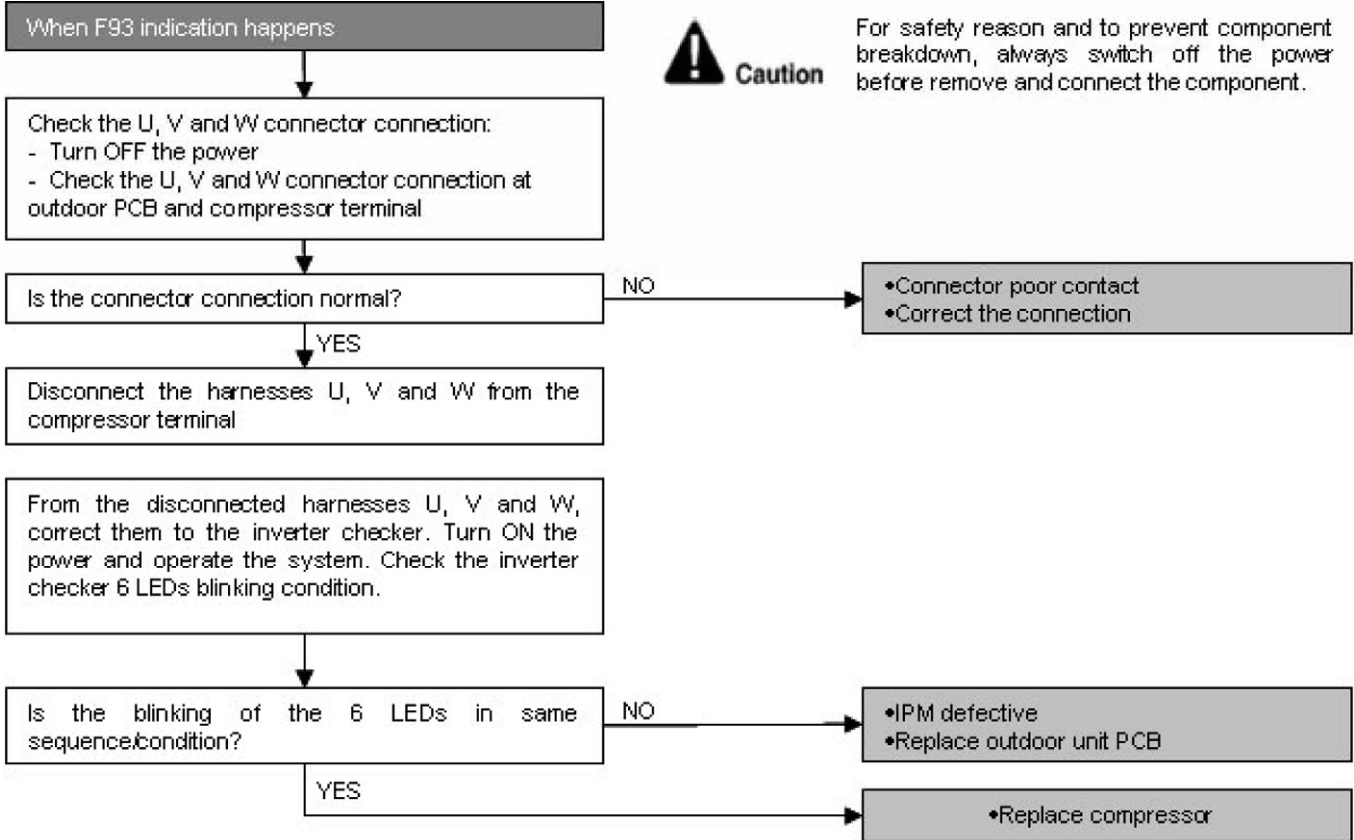 When F93 indication happens
Caution
For safety reason and to prevent component
breakdown, always switch off the power
before remove and connect the component.
Check the U, V and W connector connection:
- Turn OFF the power
- Check the U, V and W connector connection at
outdoor PCB and compressor terminal
Is the connector connection normal?
NO
•Connector poor contact
•Correct the connection
YES
Disconnect the harnesses U, V and W from the
compressor terminal
From the disconnected harnesses U, V and W,
correct them to the inverter checker. Turn ON the
power and operate the system. Check the inverter
checker 6 LEDs blinking condition.
Is the blinking of the 6 LEDs in same
sequence/condition?
NO
•IPM defective
•Replace outdoor unit PCB
YES
•Replace compressor